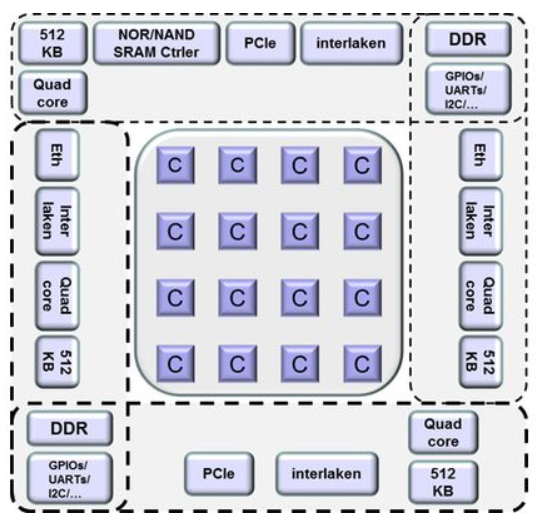 512
KB
NOR/NAND
SRAM Ctrler
PCIe
interlaken
DDR
Quad
core
GPIOs/
UARTs/
I2C/...
Eth
Inter
laken
Quad
core
512
KB
C C C C
C C C C
C C C C
C C C C
Eth
Inter
laken
Quad
core
512
KB
DDR
GPIOs/
UARTs/
I2C/...
PCIe
interlaken
Quad
core
512
KB